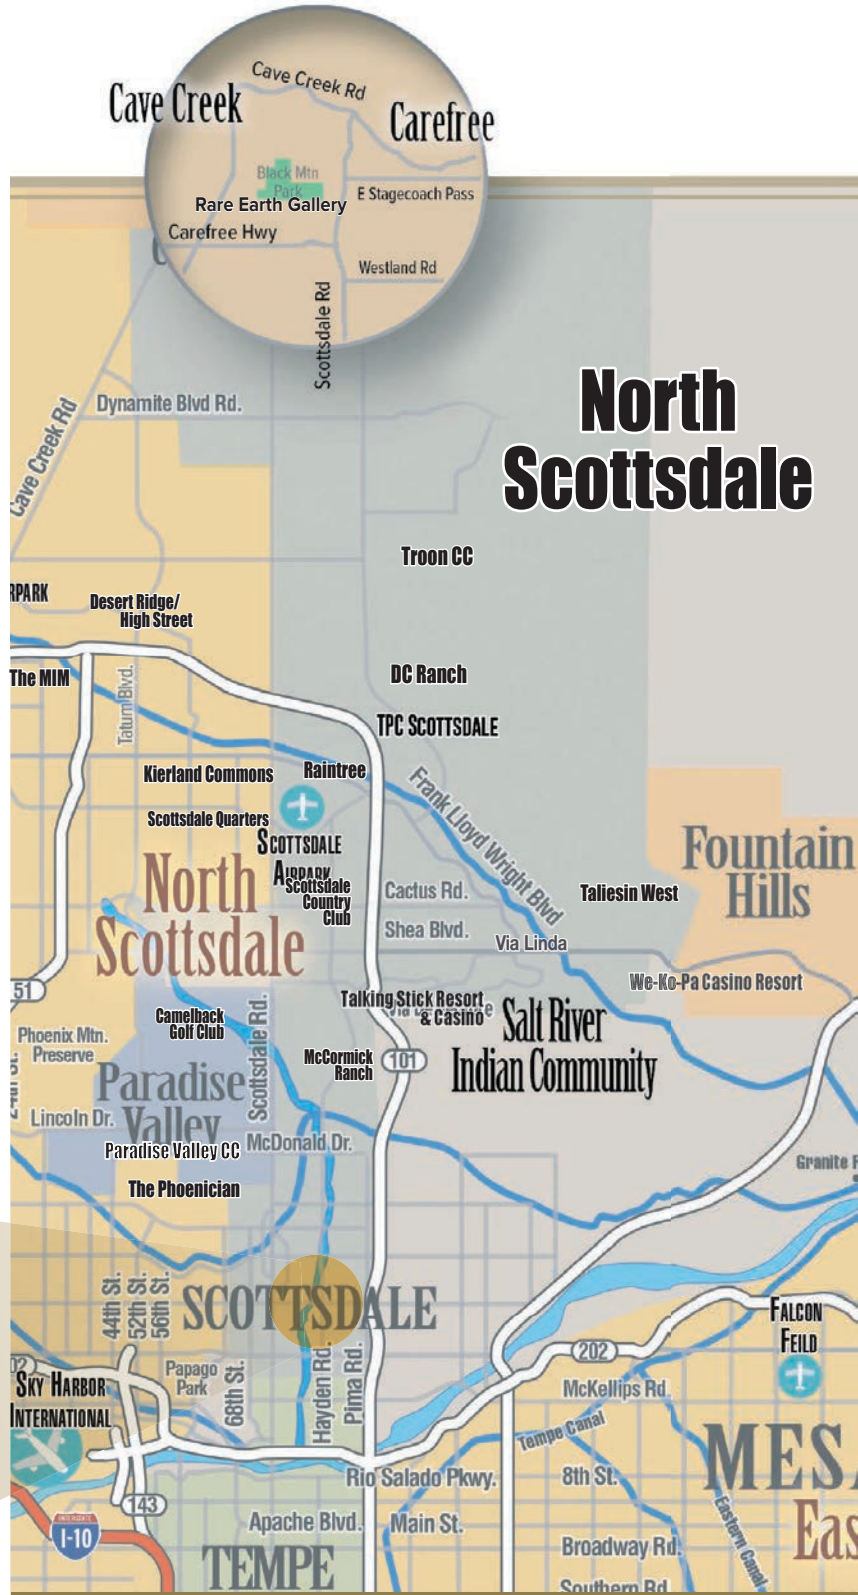 Cave Creek Rd
Cave Creek
Carefree
Black Mtn
Park
E Stagecoach Pass
Rare Earth Gallery
Carefree Hwy
Westland Rd
Scottsdale Rd
Dynamite Blvd Rd.
Cave Creek Rd
North
Scottsdale
Troon CC
RPARK
Desert Ridge/
High Street
The MIM
Tatum Blvd.
DC Ranch
TPC SCOTTSDALE
Kierland Commons
Raintree
Frank Lloyd Wright Blvd
Scottsdale Quarters
SCOTTSDALE
AIRPARK
Scottsdale
Country
Club
North
Scottsdale
Cactus Rd.
Taliesin West
Fountain
Hills
Shea Blvd.
Via Linda
We-Ko-Pa Casino Resort
51
Talking Stick Resort
& Casino
Salt River
Indian Community
Camelback
Golf Club
Scottsdale Rd.
Phoenix Mtn.
Preserve
24th St.
McCormick
Ranch
101
Paradise
Valley
Lincoln Dr.
McDonald Dr.
Paradise Valley CC
Granite
The Phoenician
44th St.
52th St.
56th St.
SCOTTSDALE
FALCON
FEILD
202
02
Papago
Park
68th St.
Hayden Rd.
Pima Rd.
McKellips Rd.
SKY HARBOR
INTERNATIONAL
Tempe Canal
MESA
Rio Salado Pkwy.
8th St.
143
Eastern Canal
INTERSTATE
I-10
Apache Blvd.
Main St.
Eas
Broadway Rd.
TEMPE
Southern Rd